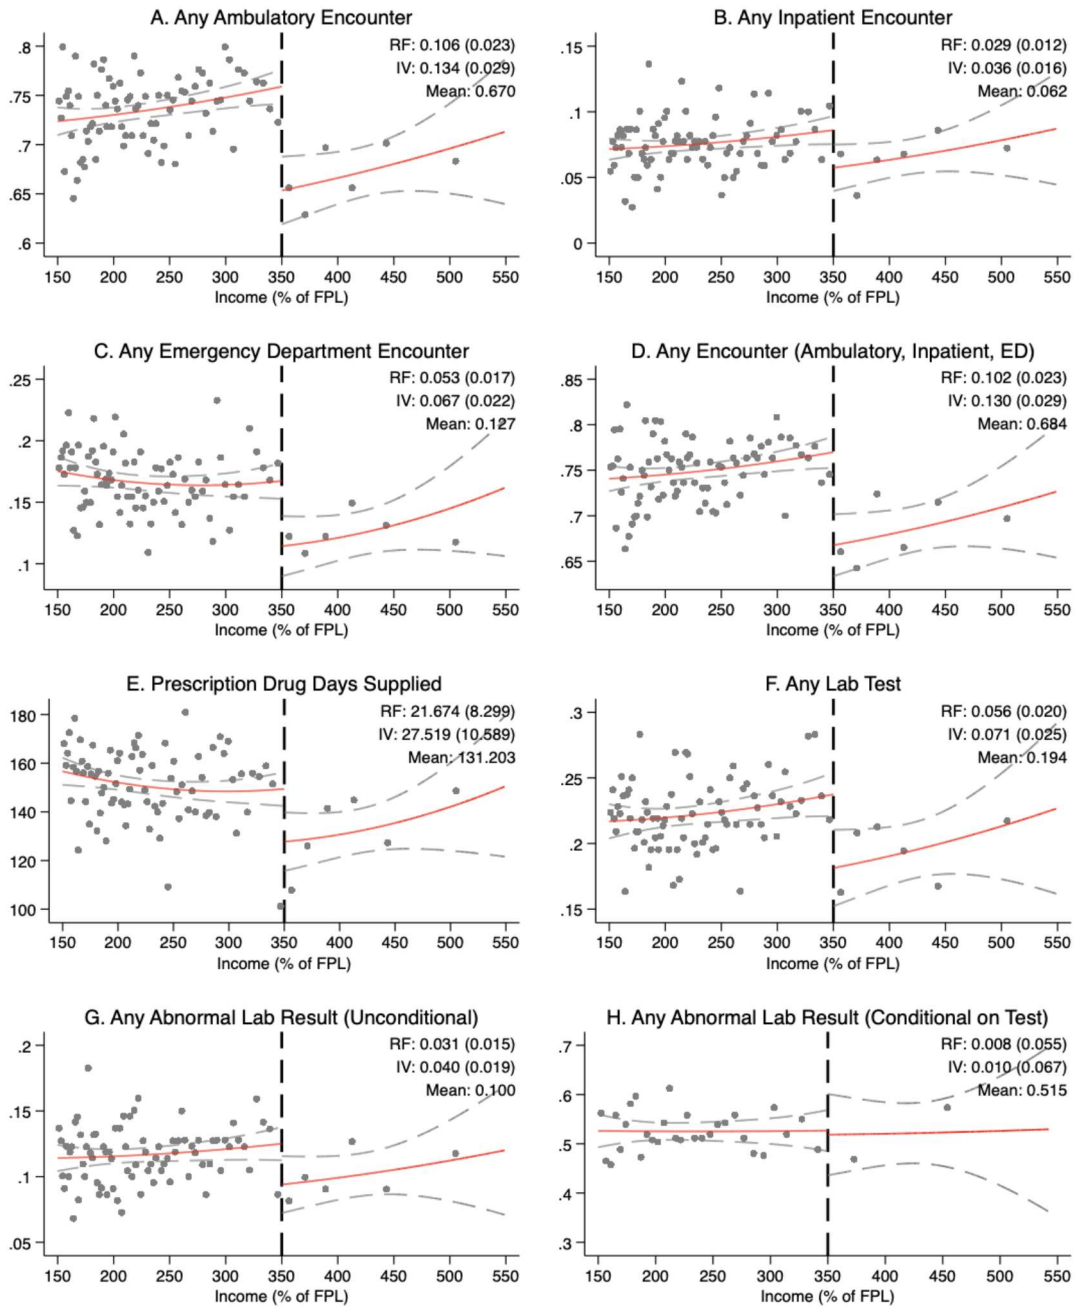 A. Any Ambulatory Encounter
RF: 0.106 (0.023)
IV: 0.134 (0.029)
Mean: 0.670
.8
.75
.7
.65
.6
150 200 250 300 350 400 450 500 550
Income (% of FPL)
B. Any Inpatient Encounter
RF: 0.029 (0.012)
IV: 0.036 (0.016)
Mean: 0.062
.15
.1
.05
0
150 200 250 300 350 400 450 500 550
Income (% of FPL)
C. Any Emergency Department Encounter
RF: 0.053 (0.017)
IV: 0.067 (0.022)
Mean: 0.127
.25
.2
.15
.1
150 200 250 300 350 400 450 500 550
Income (% of FPL)
D. Any Encounter (Ambulatory, Inpatient, ED)
RF: 0.102 (0.023)
IV: 0.130 (0.029)
Mean: 0.684
.85
.8
.75
.7
.65
150 200 250 300 350 400 450 500 550
Income (% of FPL)
E. Prescription Drug Days Supplied
RF: 21.674 (8.299)
IV: 27.519 (10.589)
Mean: 131.203
180
160
140
120
100
150 200 250 300 350 400 450 500 550
Income (% of FPL)
F. Any Lab Test
RF: 0.056 (0.020)
IV: 0.071 (0.025)
Mean: 0.194
.3
.25
.2
.15
150 200 250 300 350 400 450 500 550
Income (% of FPL)
G. Any Abnormal Lab Result (Unconditional)
RF: 0.031 (0.015)
IV: 0.040 (0.019)
Mean: 0.100
.2
.15
.1
.05
150 200 250 300 350 400 450 500 550
Income (% of FPL)
H. Any Abnormal Lab Result (Conditional on Test)
RF: 0.008 (0.055)
IV: 0.010 (0.067)
Mean: 0.515
.7
.6
.5
.4
.3
150 200 250 300 350 400 450 500 550
Income (% of FPL)